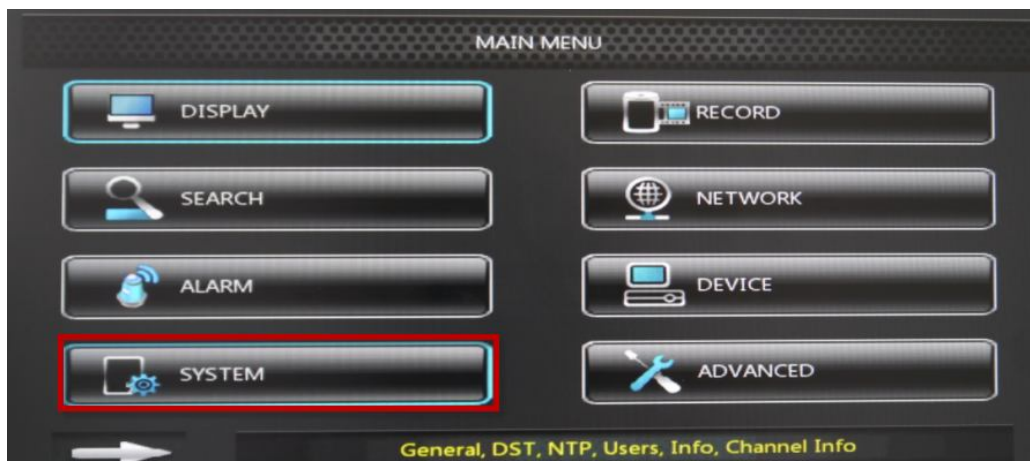 MAIN MENU
DISPLAY
RECORD
SEARCH
NETWORK
ALARM
DEVICE
SYSTEM
ADVANCED
General, DST, NTP, Users, Info, Channel Info